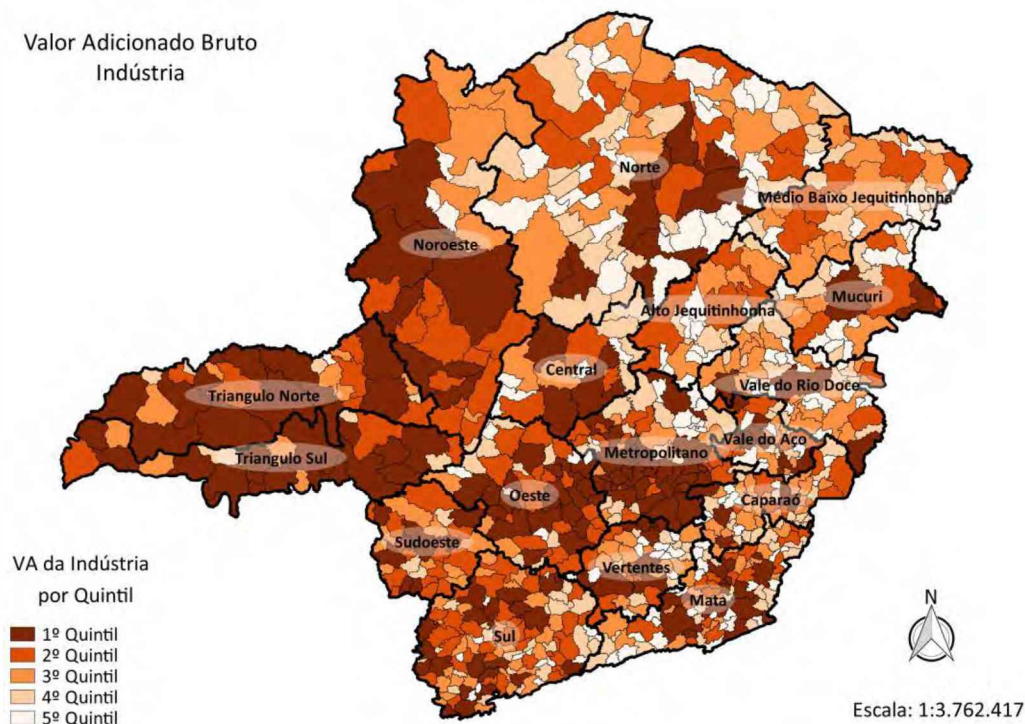 Valor Adicionado Bruto
Indústria
Norte
Médio Baixo Jequitinhonha
Noroeste
Mucuri
Alto Jequitinhonha
Central
Vale do Rio Doce
Triangulo Norte
Vale do Aço
Metropolitano
Triangulo Sul
Oeste
Caparaó
Sudoeste
Vertentes
Mata
Sul
VA da Indústria
por Quintil
1º Quintil
2º Quintil
3º Quintil
4º Quintil
5º Quintil
N
Escala: 1:3.762.417